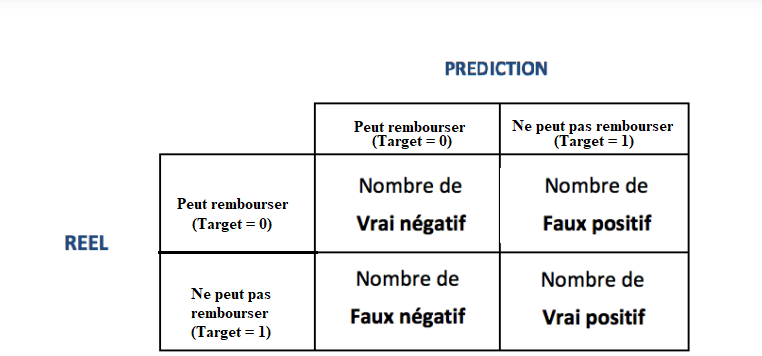 PREDICTION
Peut rembourser
(Target = 0)
Ne peut pas rembourser
(Target = 1)
Peut rembourser
(Target = 0)
Nombre de
Vrai négatif
Nombre de
Faux positif
REEL
Ne peut pas
rembourser
(Target = 1)
Nombre de
Faux négatif
Nombre de
Vrai positif